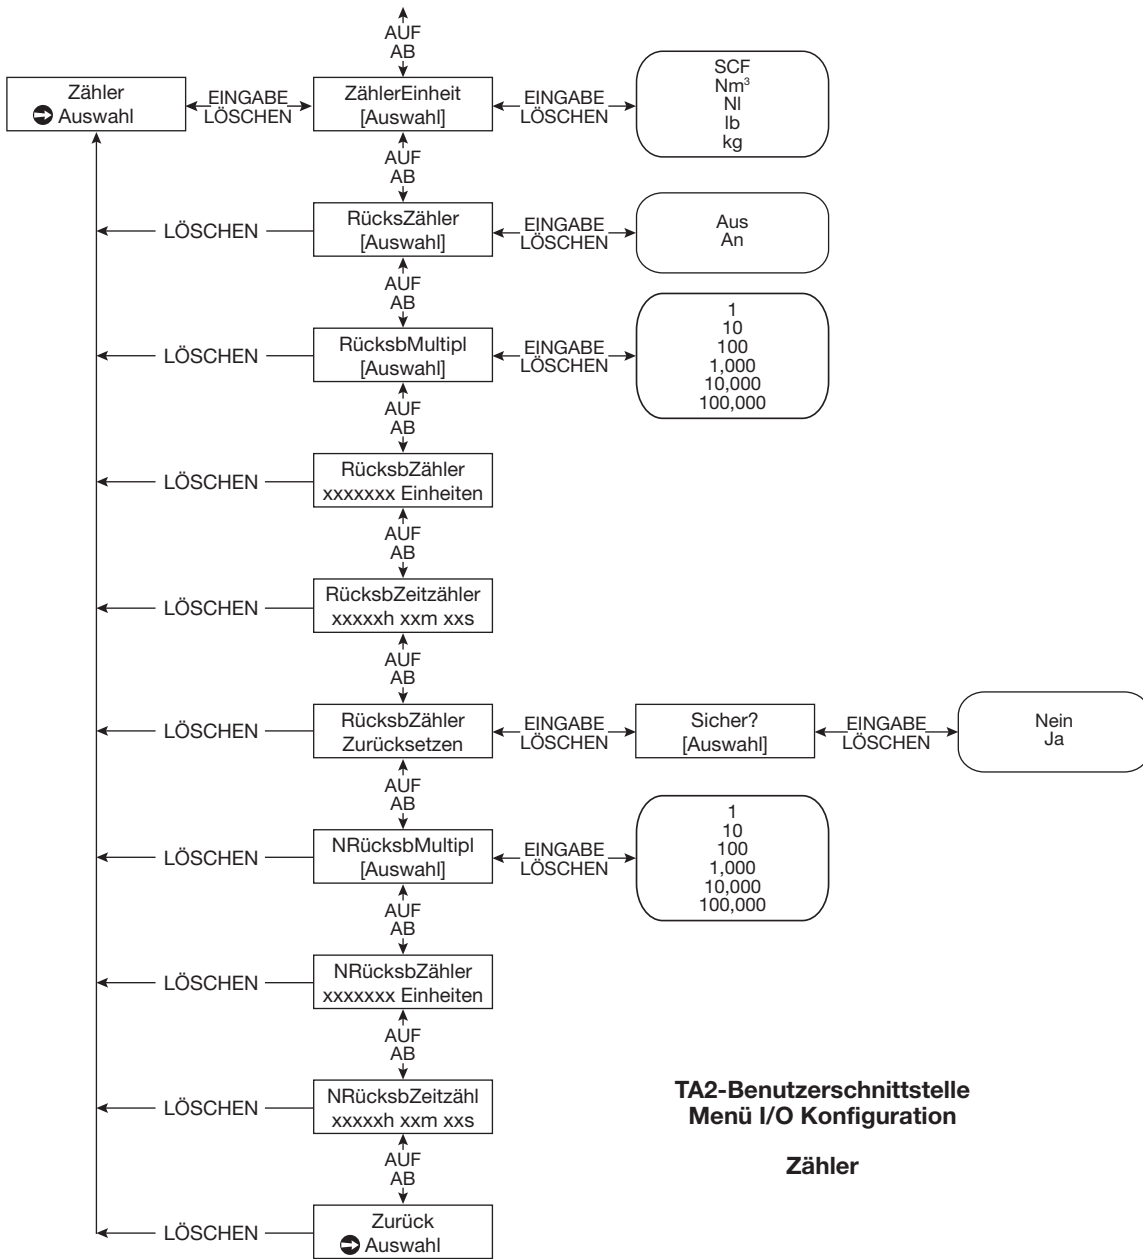 AUF
AB
Zähler
Auswahl
EINGABE
LÖSCHEN
ZählerEinheit
[Auswahl]
EINGABE
LÖSCHEN
SCF
Nm³
Nl
lb
kg
AUF
AB
LÖSCHEN
RücksZähler
[Auswahl]
EINGABE
LÖSCHEN
Aus
An
AUF
AB
LÖSCHEN
RücksbMultipl
[Auswahl]
EINGABE
LÖSCHEN
1
10
100
1,000
10,000
100,000
AUF
AB
LÖSCHEN
RücksbZähler
xxxxxxx Einheiten
AUF
AB
LÖSCHEN
RücksbZeitzähler
xxxxxh xxm xxs
AUF
AB
LÖSCHEN
RücksbZähler
Zurücksetzen
EINGABE
LÖSCHEN
Sicher?
[Auswahl]
EINGABE
LÖSCHEN
Nein
Ja
AUF
AB
LÖSCHEN
NRücksbMultipl
[Auswahl]
EINGABE
LÖSCHEN
1
10
100
1,000
10,000
100,000
AUF
AB
LÖSCHEN
NRücksbZähler
xxxxxxx Einheiten
AUF
AB
LÖSCHEN
NRücksbZeitzähl
xxxxxh xxm xxs
AUF
AB
LÖSCHEN
Zurück
Auswahl
TA2-Benutzerschnittstelle
Menü I/O Konfiguration
Zähler